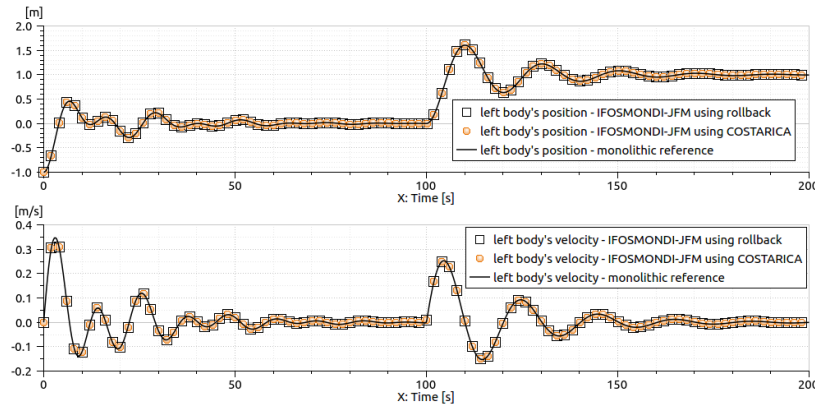 [m]
2.0
1.5
1.0
0.5
0.0
-0.5
-1.0
left body's position - IFOSMONDI-JFM using rollback
left body's position - IFOSMONDI-JFM using COSTARICA
left body's position - monolithic reference
0 50 100 150 200
X: Time [s]
[m/s]
0.4
0.3
0.2
0.1
0.0
-0.1
-0.2
left body's velocity - IFOSMONDI-JFM using rollback
left body's velocity - IFOSMONDI-JFM using COSTARICA
left body's velocity - monolithic reference
0 50 100 150 200
X: Time [s]